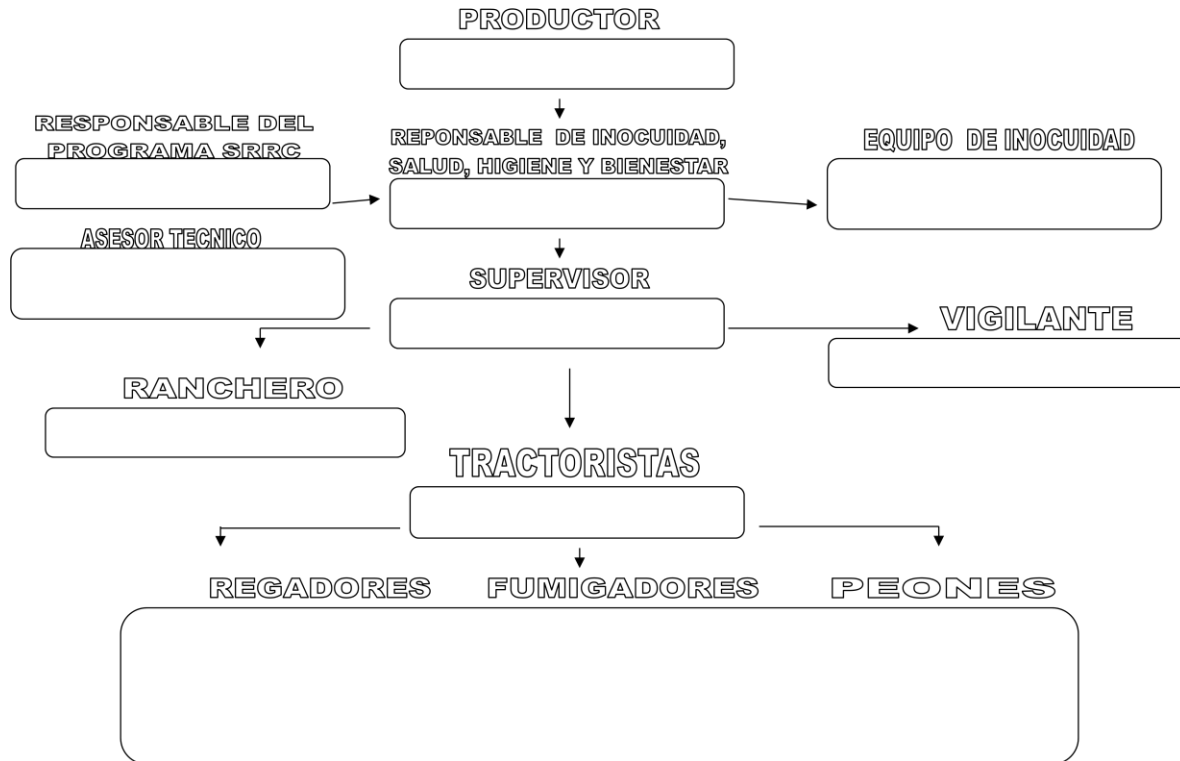 PRODUCTOR
RESPONSABLE DEL
PROGRAMA SRRC
REPONSABLE DE INOCUIDAD,
SALUD, HIGIENE Y BIENESTAR
EQUIPO DE INOCUIDAD
ASESOR TECNICO
SUPERVISOR
VIGILANTE
RANCHERO
TRACTORISTAS
REGADORES
FUMIGADORES
PEONES